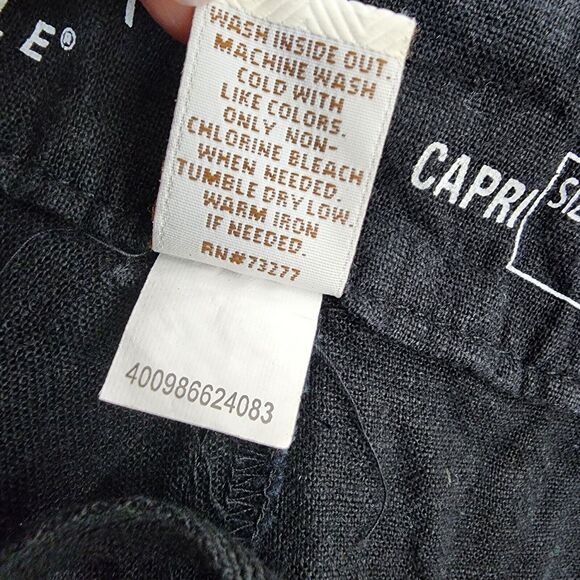 E®
WASH INSIDE OUT.
MACHINE WASH
COLD WITH
LIKE COLORS.
ONLY NON-
CHLORINE BLEACH
WHEN NEEDED.
TUMBLE DRY LOW.
WARM IRON
IF NEEDED.
RN#73277
400986624083
CAPRI